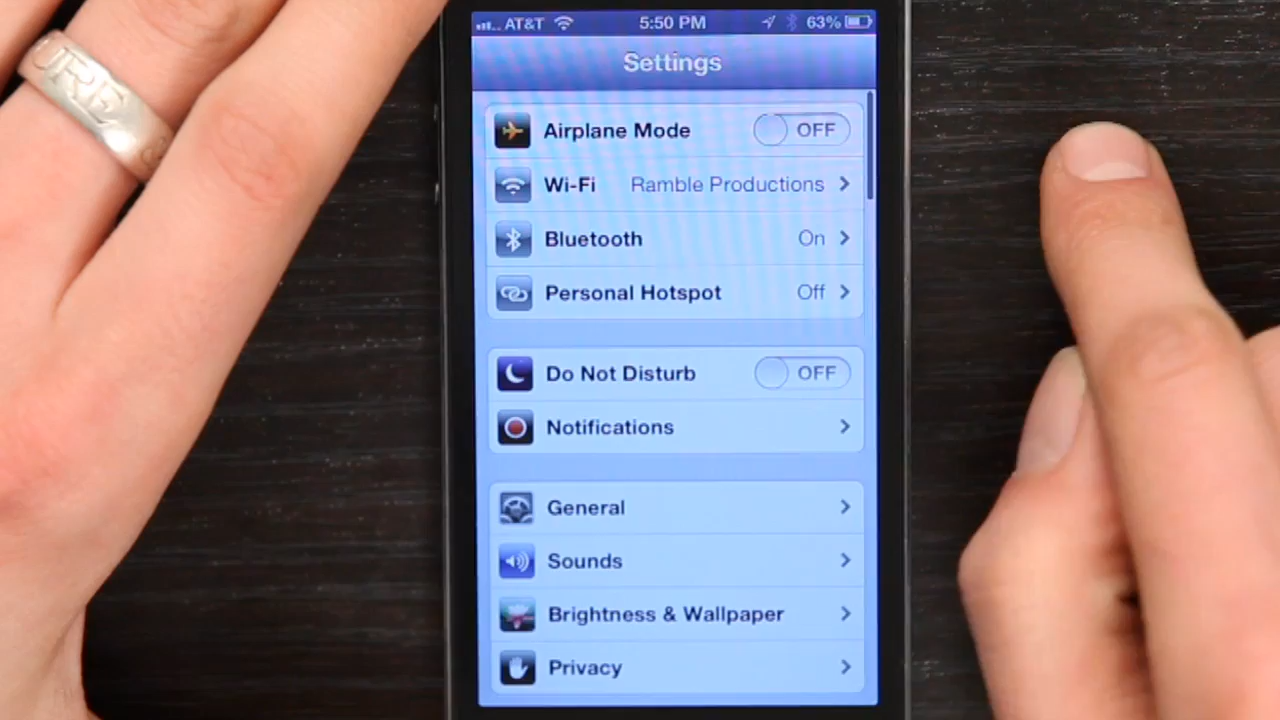 AT&T 5:50 PM 63%
Settings
Airplane Mode OFF
Wi-Fi Ramble Productions
Bluetooth On
Personal Hotspot Off
Do Not Disturb OFF
Notifications
General
Sounds
Brightness & Wallpaper
Privacy